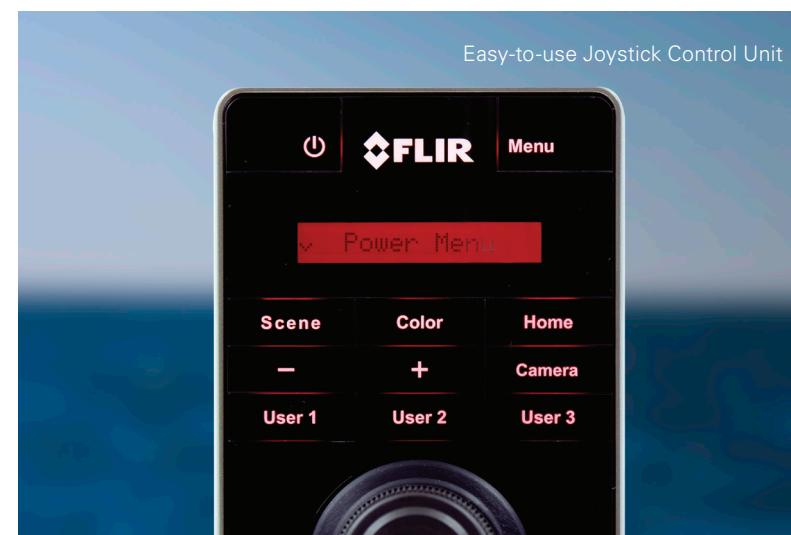 Easy-to-use Joystick Control Unit
FLIR Menu
Power Menu
Scene Color Home
− + Camera
User 1 User 2 User 3